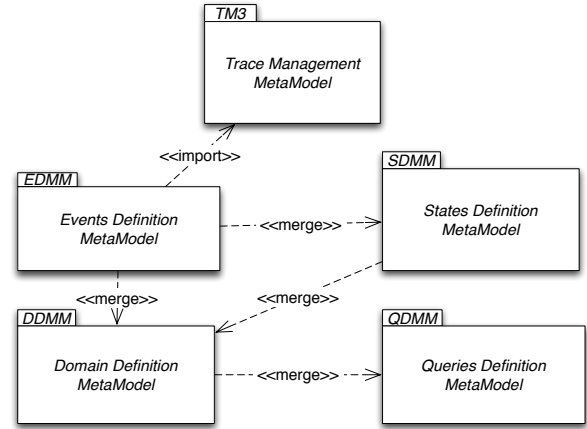 TM3
Trace Management
MetaModel
<<import>>
EDMM
Events Definition
MetaModel
<<merge>>
SDMM
States Definition
MetaModel
<<merge>>
<<merge>>
DDMM
Domain Definition
MetaModel
<<merge>>
QDMM
Queries Definition
MetaModel